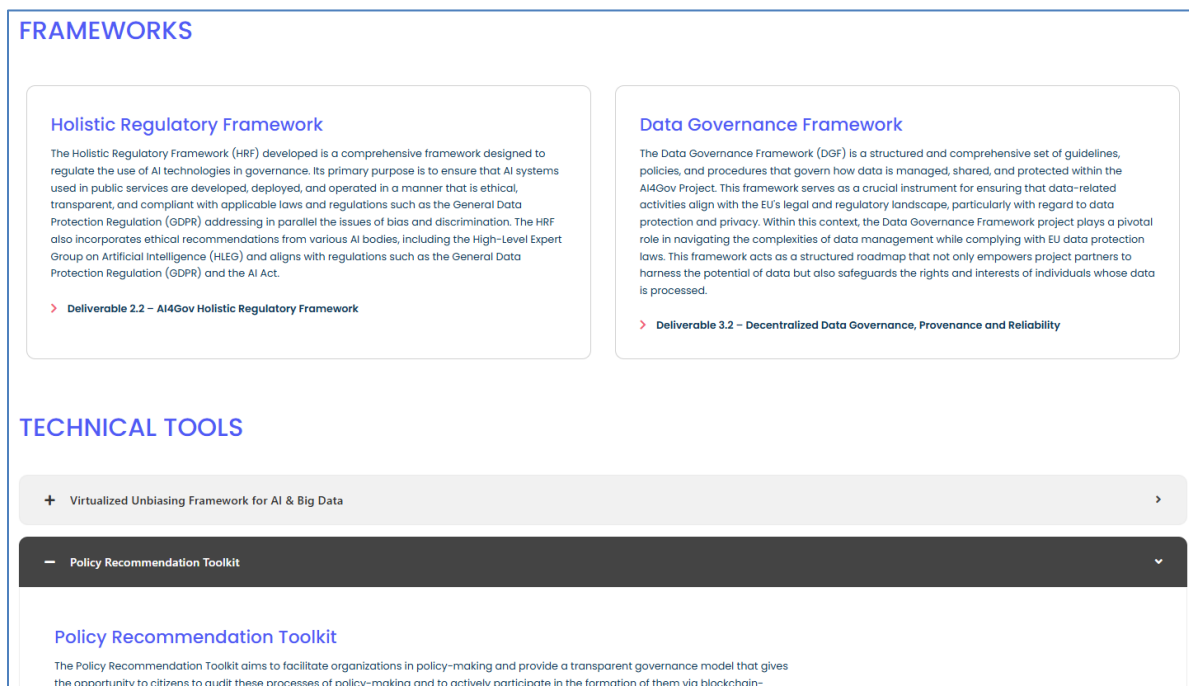 FRAMEWORKS
Holistic Regulatory Framework
The Holistic Regulatory Framework (HRF) developed is a comprehensive framework designed to
regulate the use of AI technologies in governance. Its primary purpose is to ensure that AI systems
used in public services are developed, deployed, and operated in a manner that is ethical,
transparent, and compliant with applicable laws and regulations such as the General Data
Protection Regulation (GDPR) addressing in parallel the issues of bias and discrimination. The HRF
also incorporates ethical recommendations from various AI bodies, including the High-Level Expert
Group on Artificial Intelligence (HLEG) and aligns with regulations such as the General Data
Protection Regulation (GDPR) and the AI Act.
Deliverable 2.2 – AI4Gov Holistic Regulatory Framework
Data Governance Framework
The Data Governance Framework (DGF) is a structured and comprehensive set of guidelines,
policies, and procedures that govern how data is managed, shared, and protected within the
AI4Gov Project. This framework serves as a crucial instrument for ensuring that data-related
activities align with the EU's legal and regulatory landscape, particularly with regard to data
protection and privacy. Within this context, the Data Governance Framework project plays a pivotal
role in navigating the complexities of data management while complying with EU data protection
laws. This framework acts as a structured roadmap that not only empowers project partners to
harness the potential of data but also safeguards the rights and interests of individuals whose data
is processed.
Deliverable 3.2 – Decentralized Data Governance, Provenance and Reliability
TECHNICAL TOOLS
Virtualized Unbiasing Framework for AI & Big Data
Policy Recommendation Toolkit
Policy Recommendation Toolkit
The Policy Recommendation Toolkit aims to facilitate organizations in policy-making and provide a transparent governance model that gives
the opportunity to citizens to audit these processes of policy-making and to actively participate in the formation of them via blockchain-